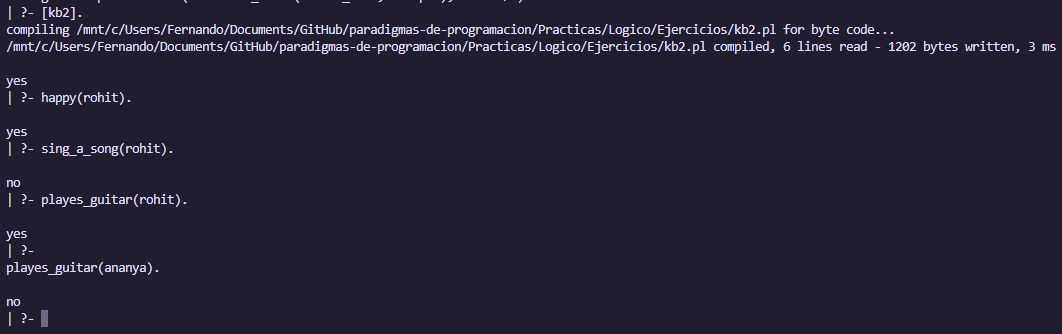 | ?- [kb2].
compiling /mnt/c/Users/Fernando/Documents/GitHub/paradigmas-de-programacion/Practicas/Logico/Ejercicios/kb2.pl for byte code...
/mnt/c/Users/Fernando/Documents/GitHub/paradigmas-de-programacion/Practicas/Logico/Ejercicios/kb2.pl compiled, 6 lines read - 1202 bytes written, 3 ms
yes
| ?- happy(rohit).
yes
| ?- sing_a_song(rohit).
no
| ?- playes_guitar(rohit).
yes
| ?-
playes_guitar(ananya).
no
| ?-